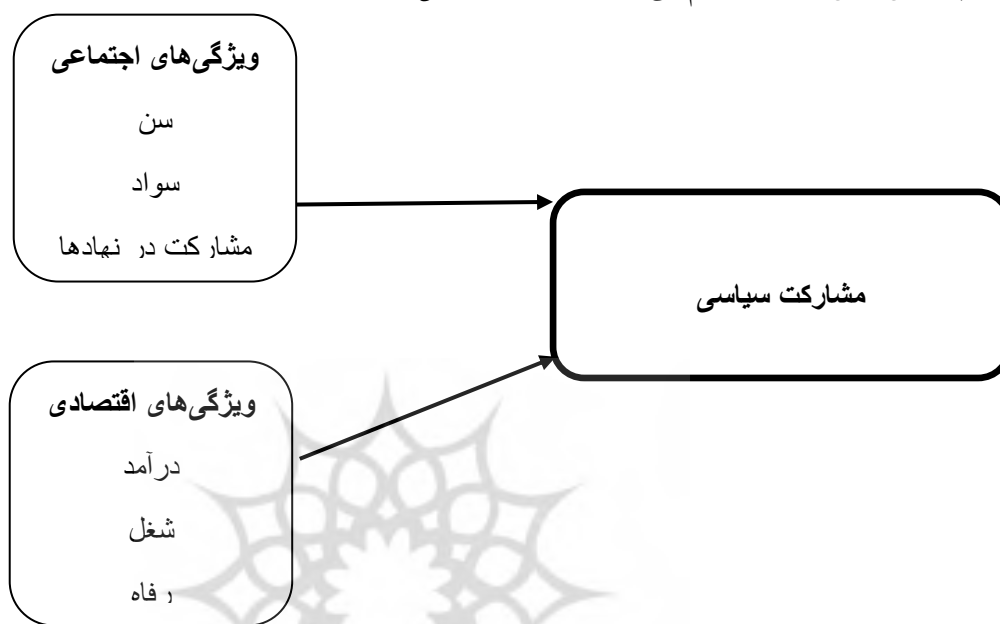 ویژگی‌های اجتماعی
سن
سواد
مشارکت در نهادها
مشارکت سیاسی
ویژگی‌های اقتصادی
درآمد
شغل
رفاه